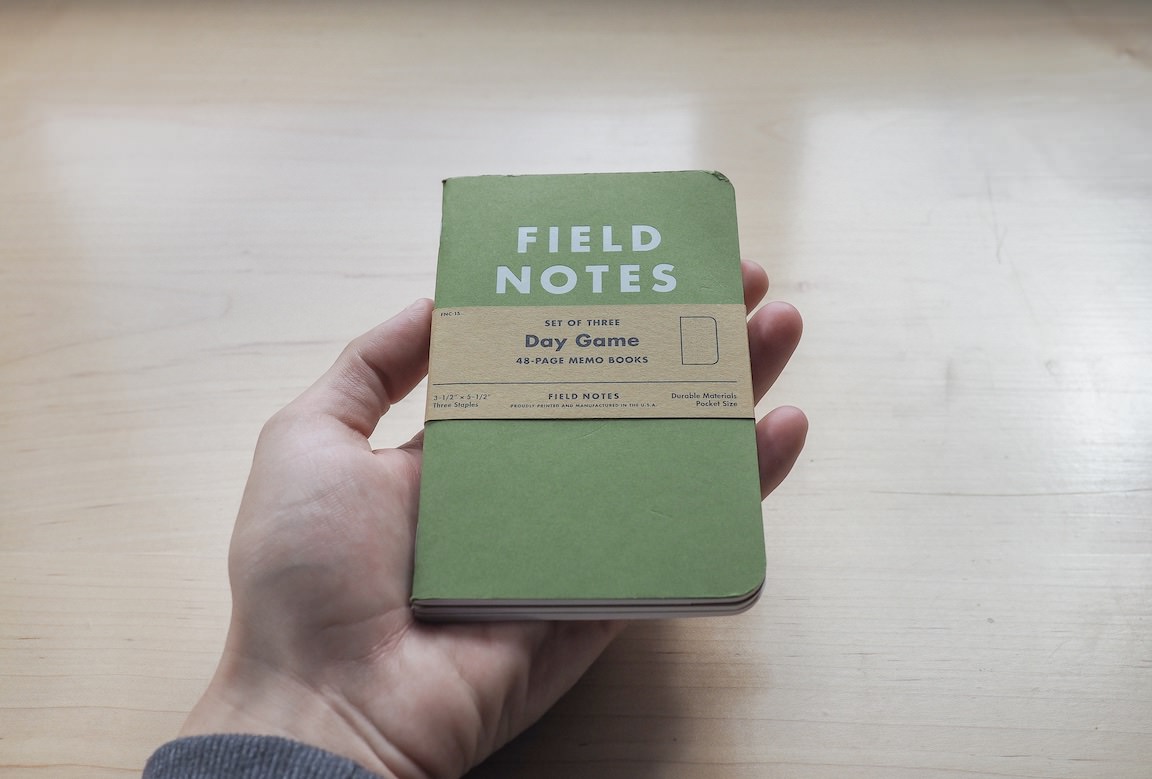 FIELD
NOTES
FNC-15
SET OF THREE
Day Game
48-PAGE MEMO BOOKS
3-1/2" × 5-1/2"
Three Staples
FIELD NOTES
PROUDLY PRINTED AND MANUFACTURED IN THE U.S.A.
Durable Materials
Pocket Size